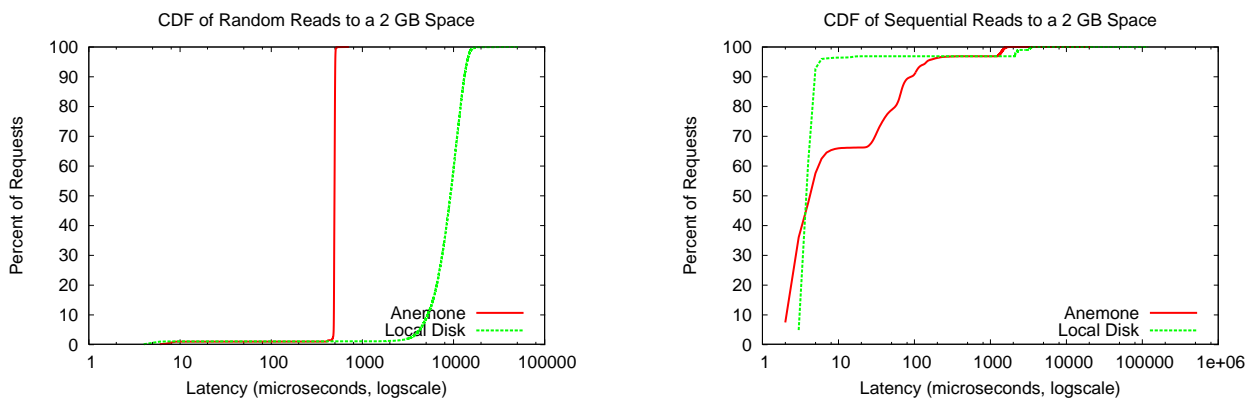 CDF of Random Reads to a 2 GB Space
100
90
80
70
60
50
40
30
20
10
0
Percent of Requests
Anemone
Local Disk
1 10 100 1000 10000 100000
Latency (microseconds, logscale)
CDF of Sequential Reads to a 2 GB Space
100
90
80
70
60
50
40
30
20
10
0
Percent of Requests
Anemone
Local Disk
1 10 100 1000 10000 100000 1e+06
Latency (microseconds, logscale)